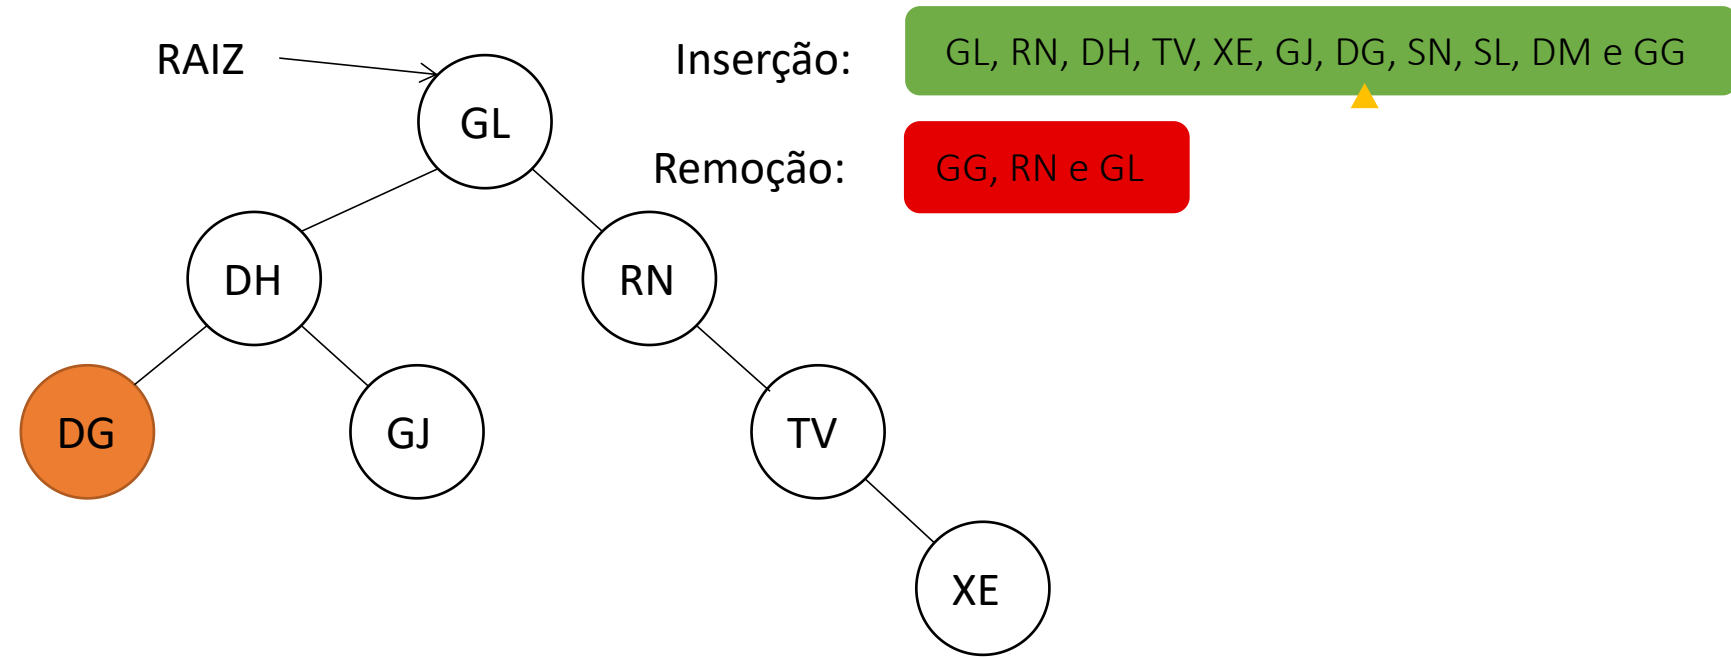 RAIZ
Inserção:
GL, RN, DH, TV, XE, GJ, DG, SN, SL, DM e GG
GL
Remoção:
GG, RN e GL
DH
RN
DG
GJ
TV
XE